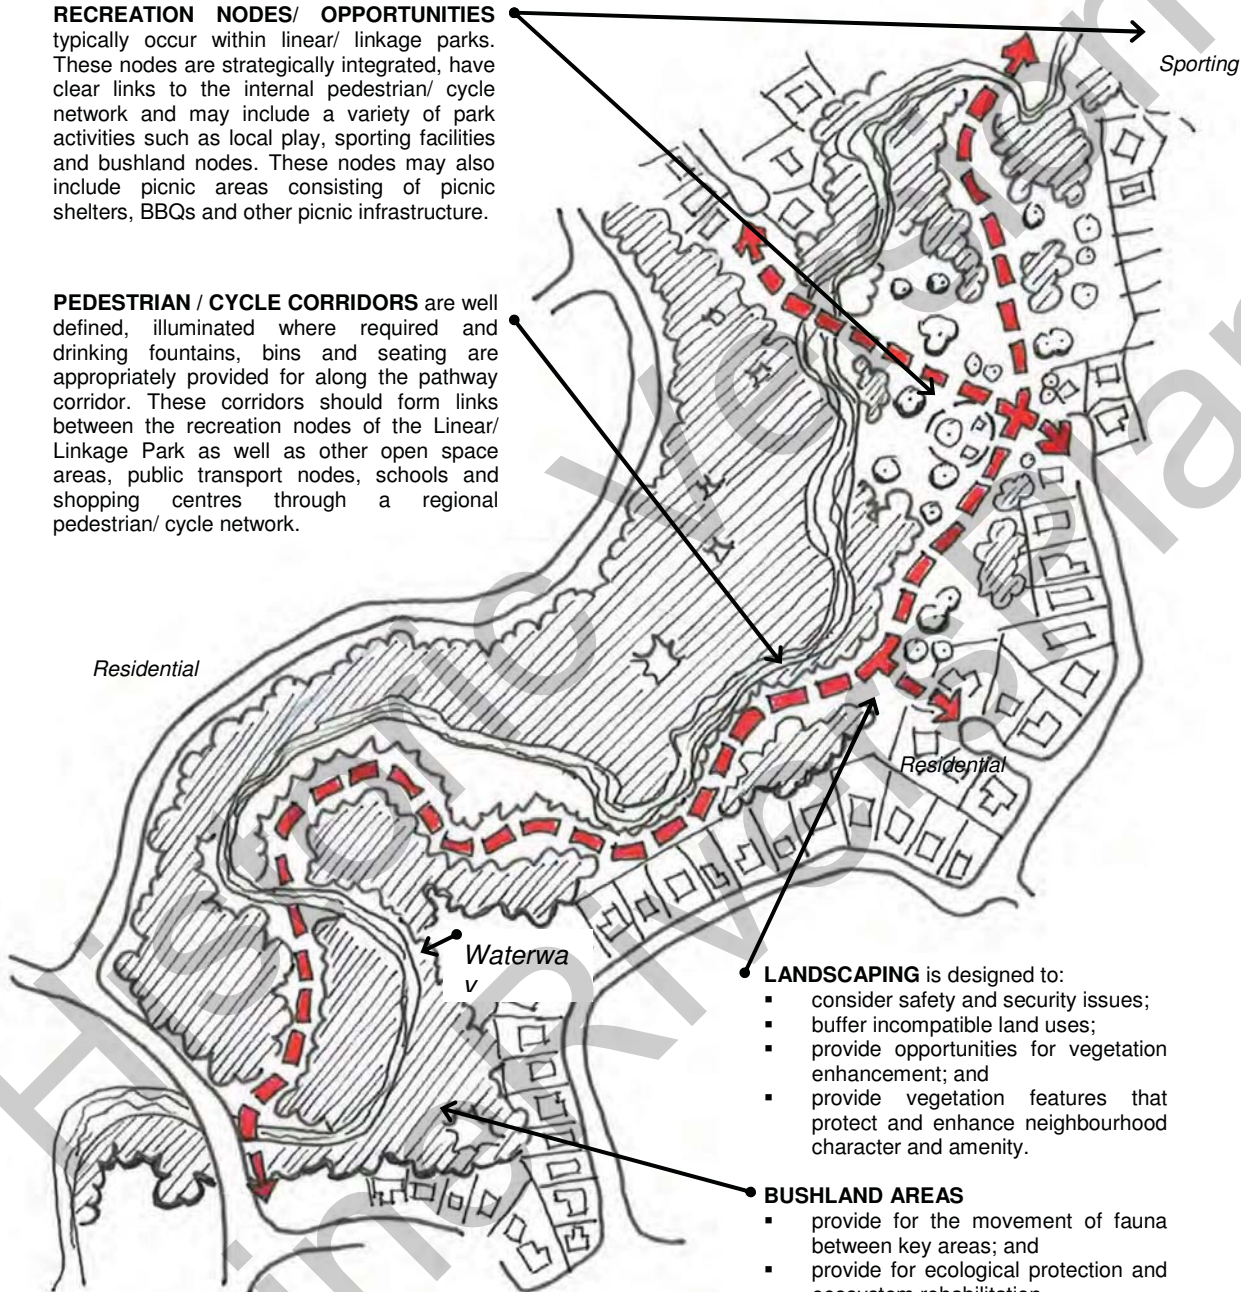 RECREATION NODES/ OPPORTUNITIES
typically occur within linear/ linkage parks.
These nodes are strategically integrated, have
clear links to the internal pedestrian/ cycle
network and may include a variety of park
activities such as local play, sporting facilities
and bushland nodes. These nodes may also
include picnic areas consisting of picnic
shelters, BBQs and other picnic infrastructure.
Sporting
PEDESTRIAN / CYCLE CORRIDORS are well
defined, illuminated where required and
drinking fountains, bins and seating are
appropriately provided for along the pathway
corridor. These corridors should form links
between the recreation nodes of the Linear/
Linkage Park as well as other open space
areas, public transport nodes, schools and
shopping centres through a regional
pedestrian/ cycle network.
Residential
Residential
Waterwa
y
LANDSCAPING is designed to:
▪ consider safety and security issues;
▪ buffer incompatible land uses;
▪ provide opportunities for vegetation
enhancement; and
▪ provide vegetation features that
protect and enhance neighbourhood
character and amenity.
BUSHLAND AREAS
▪ provide for the movement of fauna
between key areas; and
▪ provide for ecological protection and
ecosystem rehabilitation
Historic Version